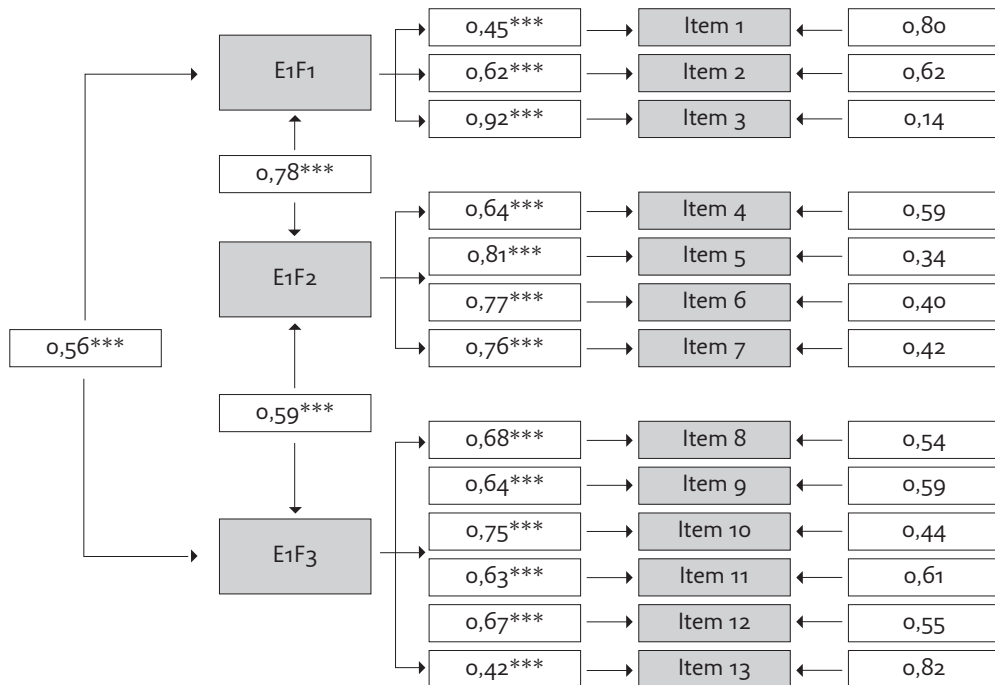 0,45*** Item 1 0,80
E1F1
0,62*** Item 2 0,62
0,92*** Item 3 0,14
0,78***
0,64*** Item 4 0,59
0,81*** Item 5 0,34
E1F2
0,77*** Item 6 0,40
0,56***
0,76*** Item 7 0,42
0,59***
0,68*** Item 8 0,54
0,64*** Item 9 0,59
0,75*** Item 10 0,44
E1F3
0,63*** Item 11 0,61
0,67*** Item 12 0,55
0,42*** Item 13 0,82